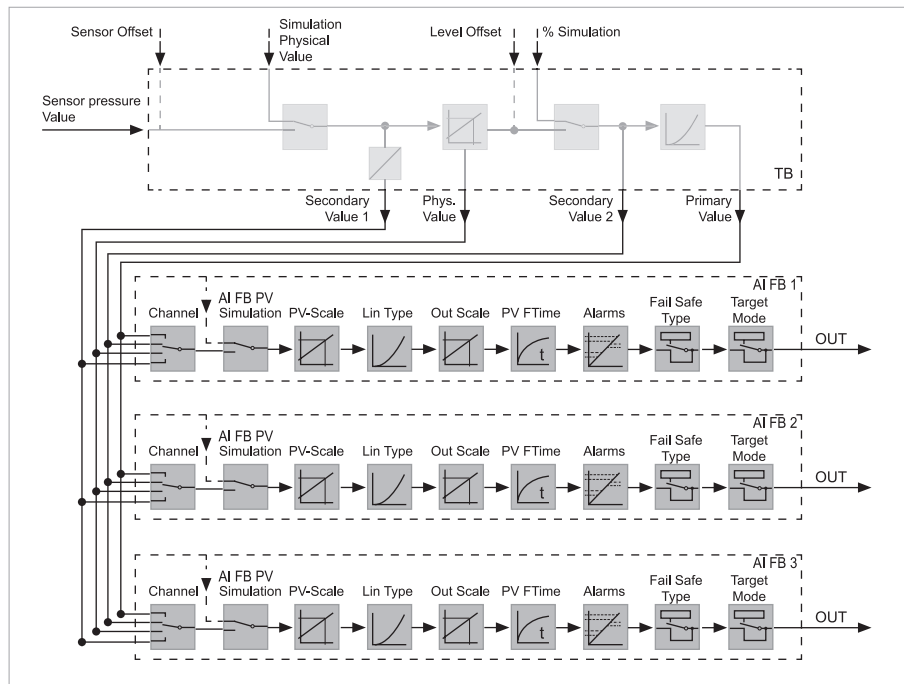 Sensor Offset
Simulation
Physical
Value
Level Offset
% Simulation
Sensor pressure
Value
TB
Secondary
Value 1
Phys.
Value
Secondary
Value 2
Primary
Value
AI FB 1
Channel
AI FB PV
Simulation
PV-Scale
Lin Type
Out Scale
PV FTime
Alarms
Fail Safe
Type
Target
Mode
t
OUT
AI FB 2
Channel
AI FB PV
Simulation
PV-Scale
Lin Type
Out Scale
PV FTime
Alarms
Fail Safe
Type
Target
Mode
t
OUT
AI FB 3
Channel
AI FB PV
Simulation
PV-Scale
Lin Type
Out Scale
PV FTime
Alarms
Fail Safe
Type
Target
Mode
t
OUT